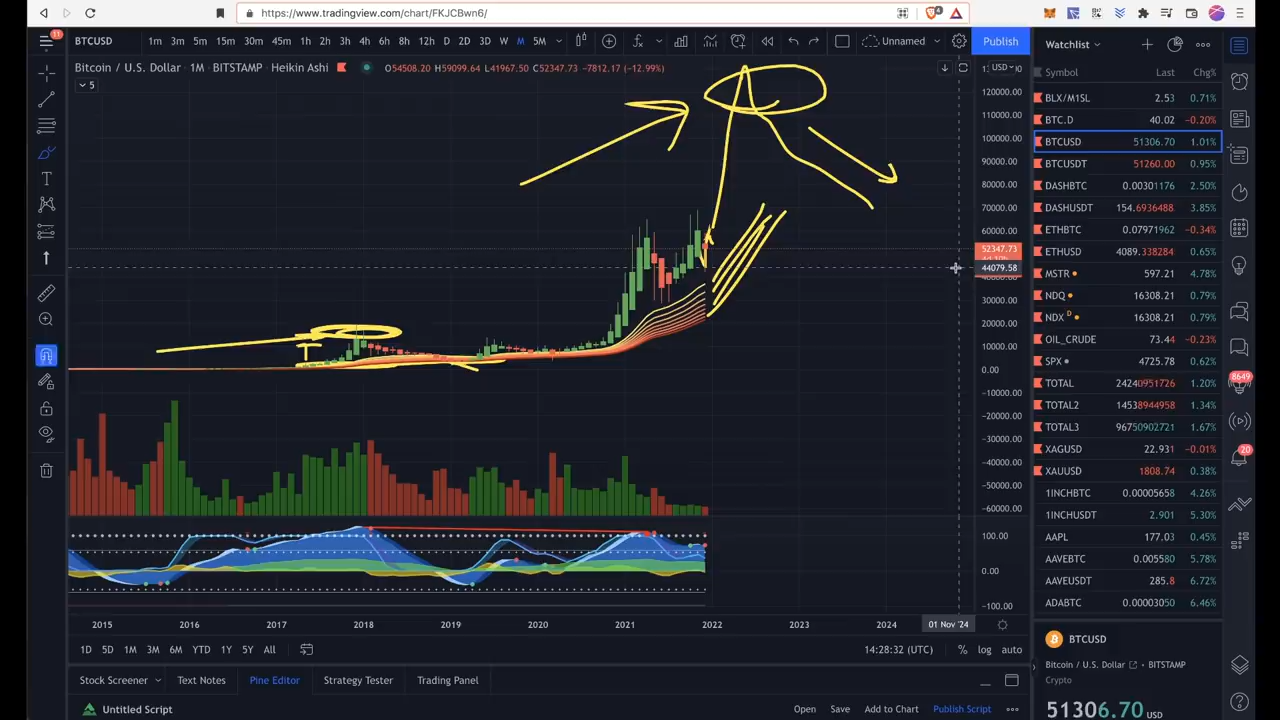 https://www.tradingview.com/chart/FKJCBwn6/
4
11
BTCUSD 1m 3m 5m 15m 30m 45m 1h 2h 3h 4h 6h 8h 12h D 2D 3D W M 5M Unnamed Publish
Bitcoin / U.S. Dollar · 1M · BITSTAMP · Heikin Ashi O54508.20 H59099.64 L41967.50 C52347.73 −7812.17 (−12.99%)
5
USD
120000.00
110000.00
100000.00
90000.00
80000.00
70000.00
60000.00
52347.73
44079.58
30000.00
20000.00
10000.00
0.00
-10000.00
-20000.00
-30000.00
-40000.00
-50000.00
-60000.00
100.00
0.00
-100.00
2015 2016 2017 2018 2019 2020 2021 2022 2023 2024 01 Nov '24
1D 5D 1M 3M 6M YTD 1Y 5Y All 14:28:32 (UTC) % log auto
Stock Screener Text Notes Pine Editor Strategy Tester Trading Panel
Untitled Script Open Save Add to Chart Publish Script
Watchlist
Symbol Last Chg%
BLX/M1SL 2.53 0.71%
BTC.D 40.02 −0.20%
BTCUSD 51306.70 1.01%
BTCUSDT 51260.00 0.95%
DASHBTC 0.00301176 2.50%
DASHUSDT 154.6936488 3.85%
ETHBTC 0.07971962 −0.34%
ETHUSD 4089.338284 0.65%
MSTR 597.21 4.78%
NDQ 16308.21 0.79%
NDX D 16308.21 0.79%
OIL_CRUDE 73.44 −0.23%
SPX 4725.78 0.62%
TOTAL 24240951726 1.20%
TOTAL2 14538944958 1.34%
TOTAL3 96750902721 1.67%
XAGUSD 22.931 −0.01%
XAUUSD 1808.74 0.38%
1INCHBTC 0.00005658 4.26%
1INCHUSDT 2.901 5.30%
AAPL 177.03 0.45%
AAVEBTC 0.005580 5.78%
AAVEUSDT 285.8 6.72%
ADABTC 0.00003050 6.46%
BTCUSD
Bitcoin / U.S. Dollar · BITSTAMP
Crypto
51306.70 USD
8649
20